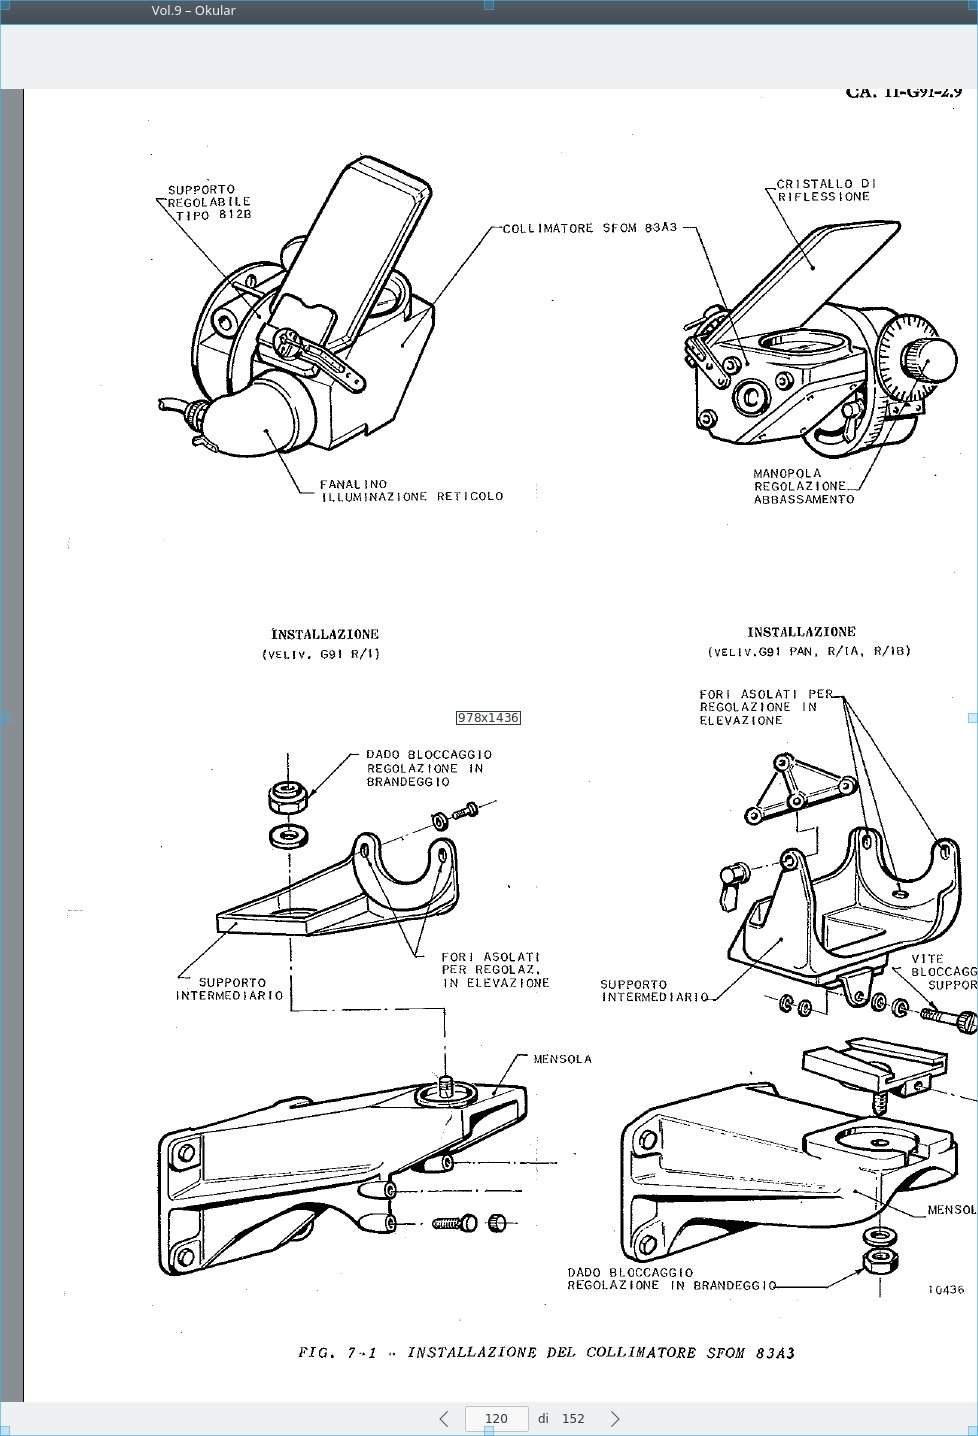 Vol.9 – Okular
CA. 11-G91-2.9
SUPPORTO
REGOLABILE
TIPO 812B
COLLIMATORE SFOM 83A3
CRISTALLO DI
RIFLESSIONE
FANALINO
ILLUMINAZIONE RETICOLO
MANOPOLA
REGOLAZIONE
ABBASSAMENTO
INSTALLAZIONE
(VELIV. G91 R/1)
INSTALLAZIONE
(VELIV.G91 PAN, R/1A, R/1B)
FORI ASOLATI PER
REGOLAZIONE IN
ELEVAZIONE
978x1436
DADO BLOCCAGGIO
REGOLAZIONE IN
BRANDEGGIO
FORI ASOLATI
PER REGOLAZ.
IN ELEVAZIONE
SUPPORTO
INTERMEDIARIO
SUPPORTO
INTERMEDIARIO
VITE
BLOCCAGG
SUPPOR
MENSOLA
MENSOL
DADO BLOCCAGGIO
REGOLAZIONE IN BRANDEGGIO
10436
FIG. 7-1 - INSTALLAZIONE DEL COLLIMATORE SFOM 83A3
120 di 152